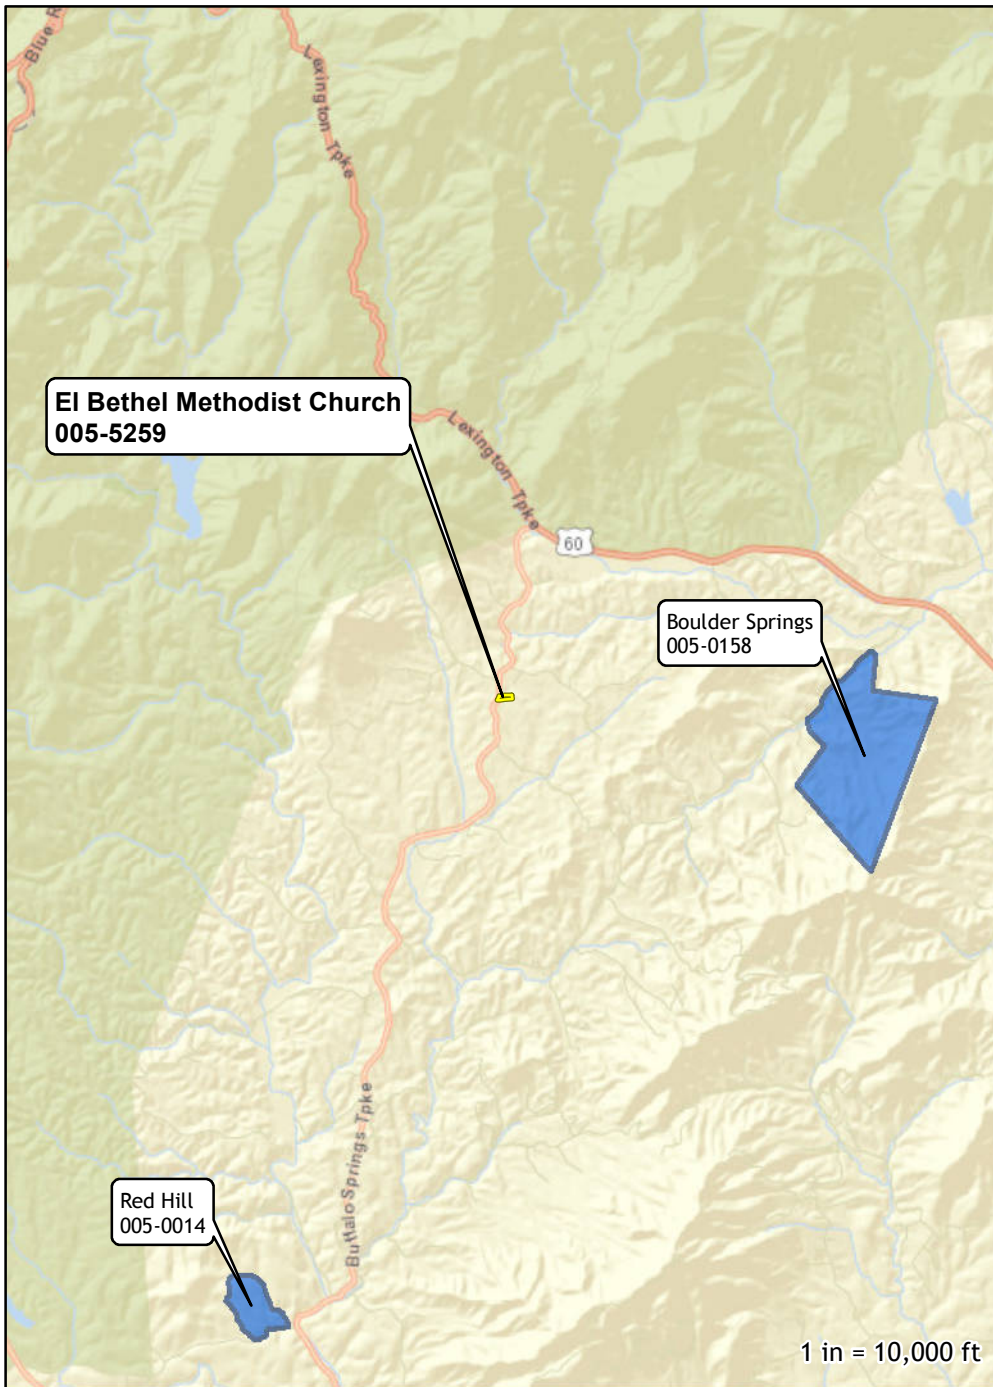 Blue R
Lexington Tpke
El Bethel Methodist Church
005-5259
Lexington Tpke
60
Boulder Springs
005-0158
Buffalo Springs Tpke
Red Hill
005-0014
1 in = 10,000 ft